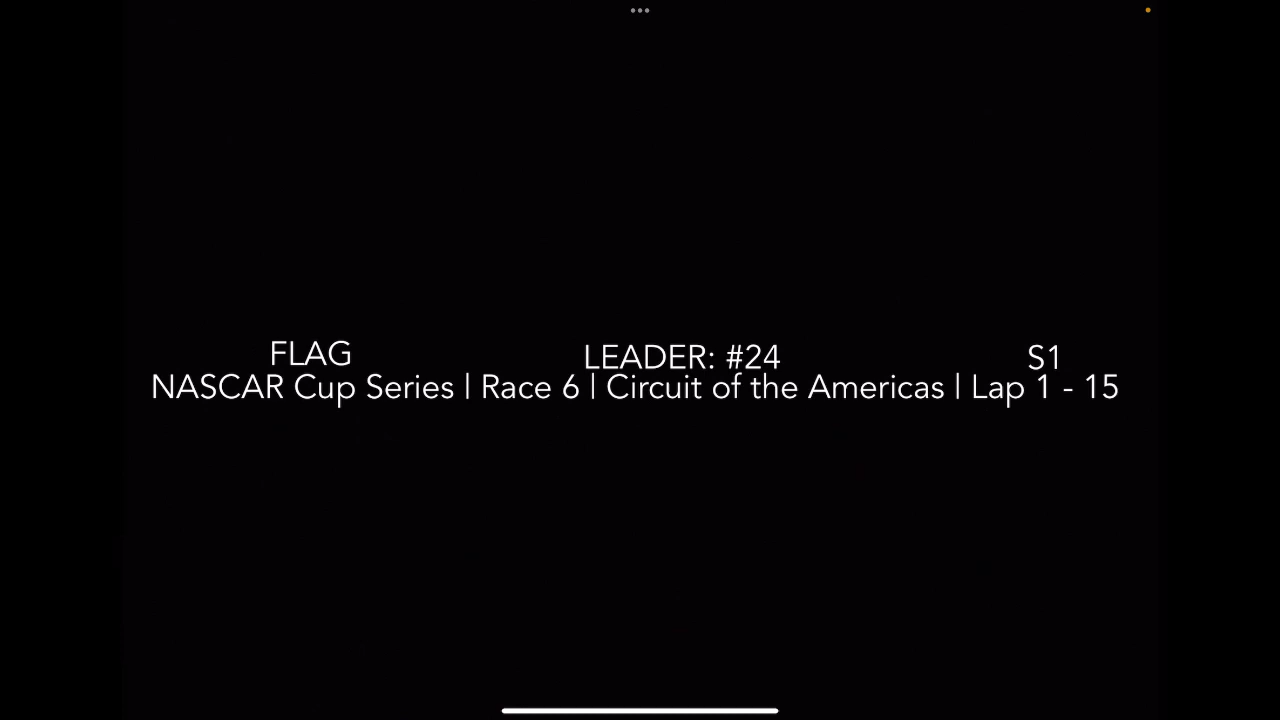 FLAG LEADER: #24 S1
NASCAR Cup Series | Race 6 | Circuit of the Americas | Lap 1 - 15